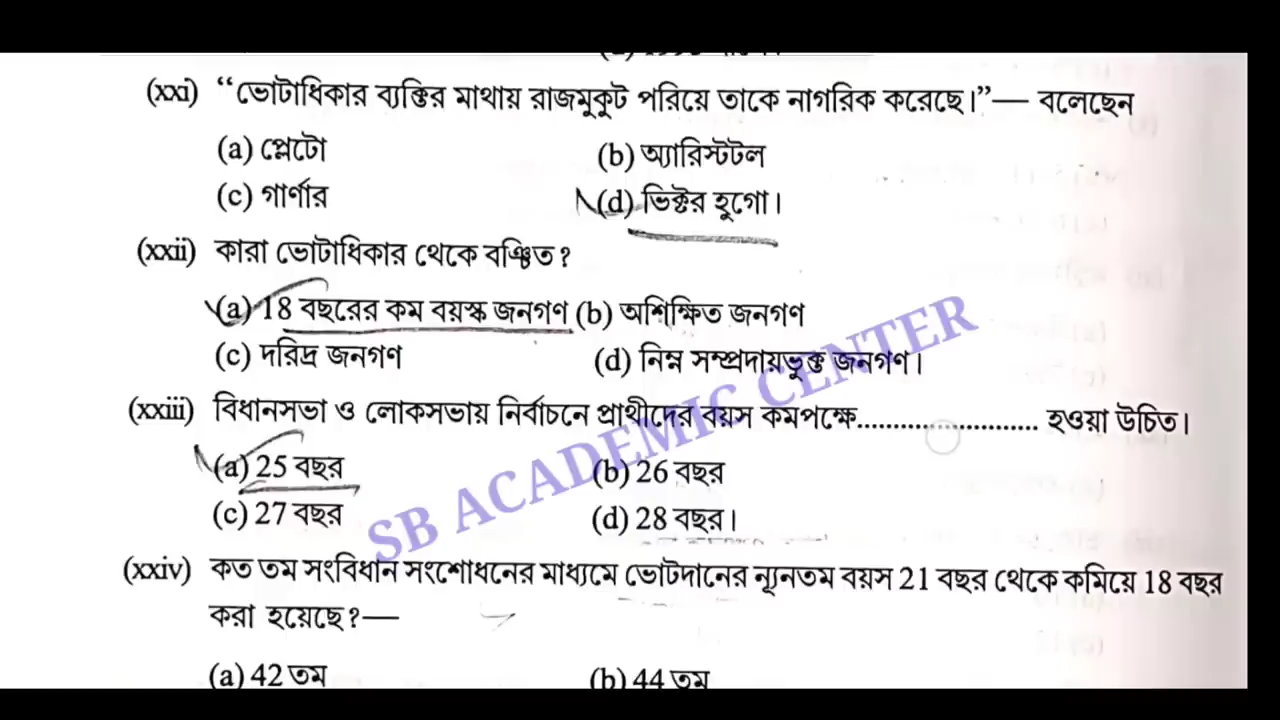 (xxi) “ভোটাধিকার ব্যক্তির মাথায় রাজমুকুট পরিয়ে তাকে নাগরিক করেছে।”— বলেছেন
(a) প্লেটো (b) অ্যারিস্টটল
(c) গার্ণার (d) ভিক্টর হুগো।
(xxii) কারা ভোটাধিকার থেকে বঞ্চিত?
(a) 18 বছরের কম বয়স্ক জনগণ (b) অশিক্ষিত জনগণ
(c) দরিদ্র জনগণ (d) নিম্ন সম্প্রদায়ভুক্ত জনগণ।
(xxiii) বিধানসভা ও লোকসভায় নির্বাচনে প্রার্থীদের বয়স কমপক্ষে......................... হওয়া উচিত।
(a) 25 বছর (b) 26 বছর
(c) 27 বছর (d) 28 বছর।
SB ACADEMIC CENTER
(xxiv) কত তম সংবিধান সংশোধনের মাধ্যমে ভোটদানের ন্যূনতম বয়স 21 বছর থেকে কমিয়ে 18 বছর
করা হয়েছে?—
(a) 42 তম (b) 44 তম